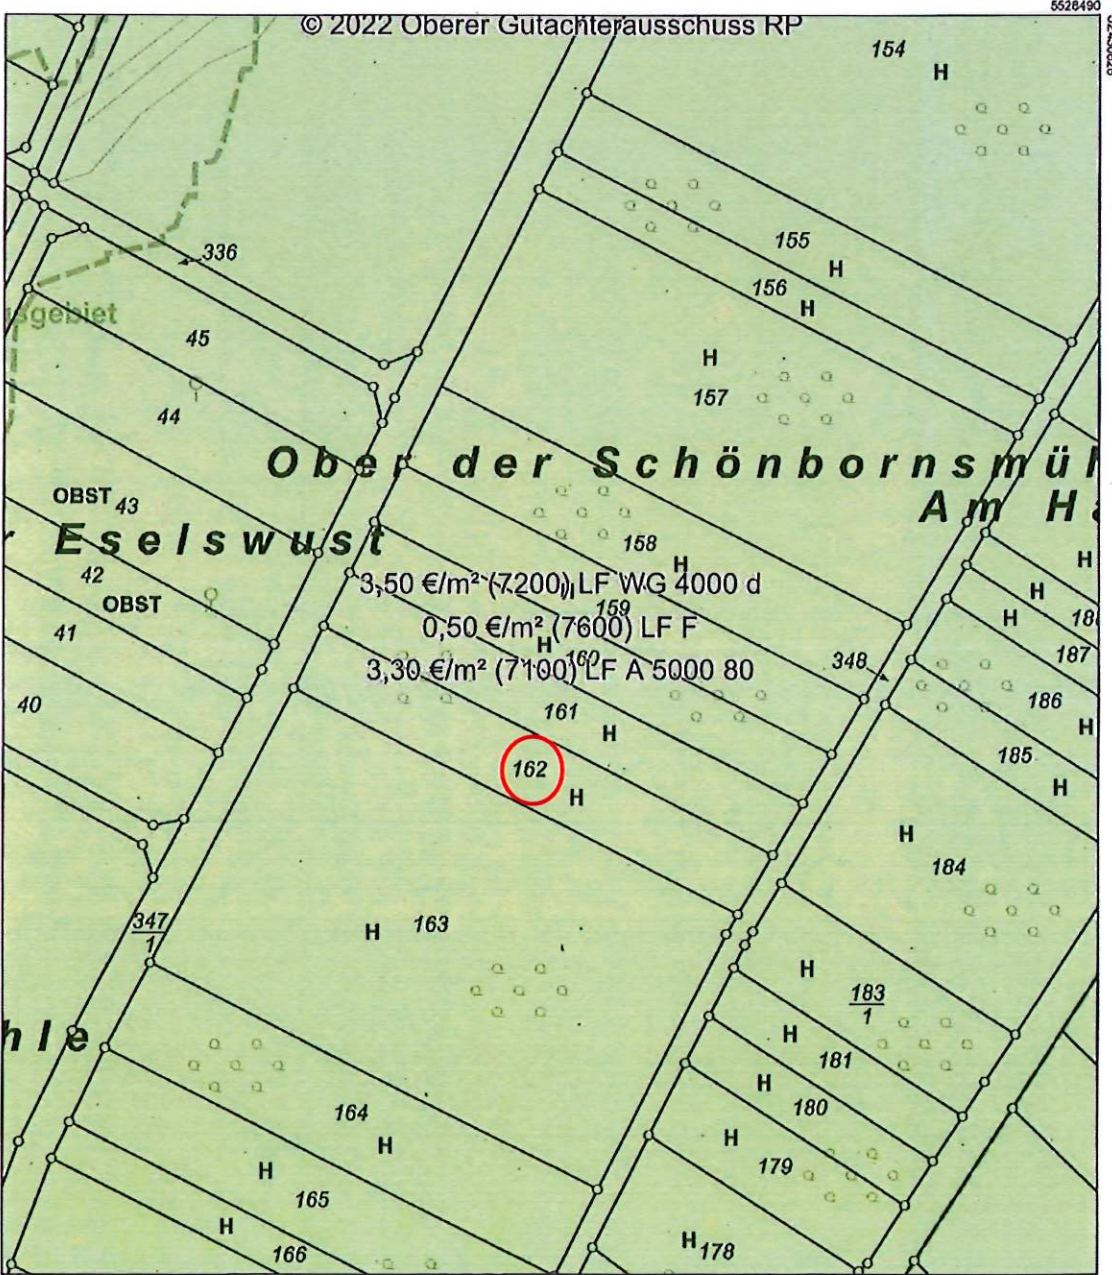 5528490
© 2022 Oberer Gutachterausschuss RP
154
H
155
H
336
156
H
sgebiet
45
H
157
44
Ober der Schönbornsmüh
OBST 43
Am Ha
r Eselswust
158
H
H
42
3,50 €/m² (7200) LF WG 4000 d
H
OBST
159
H
188
0,50 €/m² (7600) LF F
41
H
160
187
3,30 €/m² (7100) LF A 5000 80
348
186
40
161
H
H
185
162
H
H
H
184
347
1
H
163
H
183
1
hle
H
181
H
180
164
H
H
179
H
165
H
166
H
178